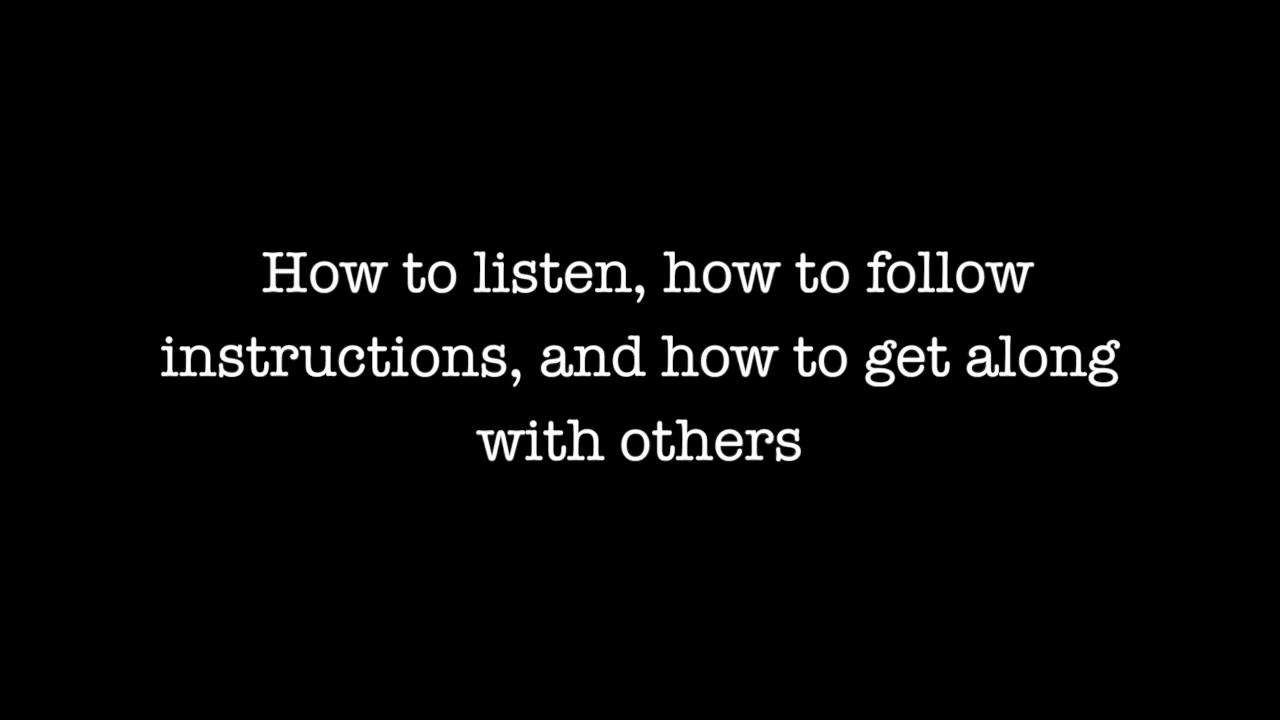 How to listen, how to follow
instructions, and how to get along
with others